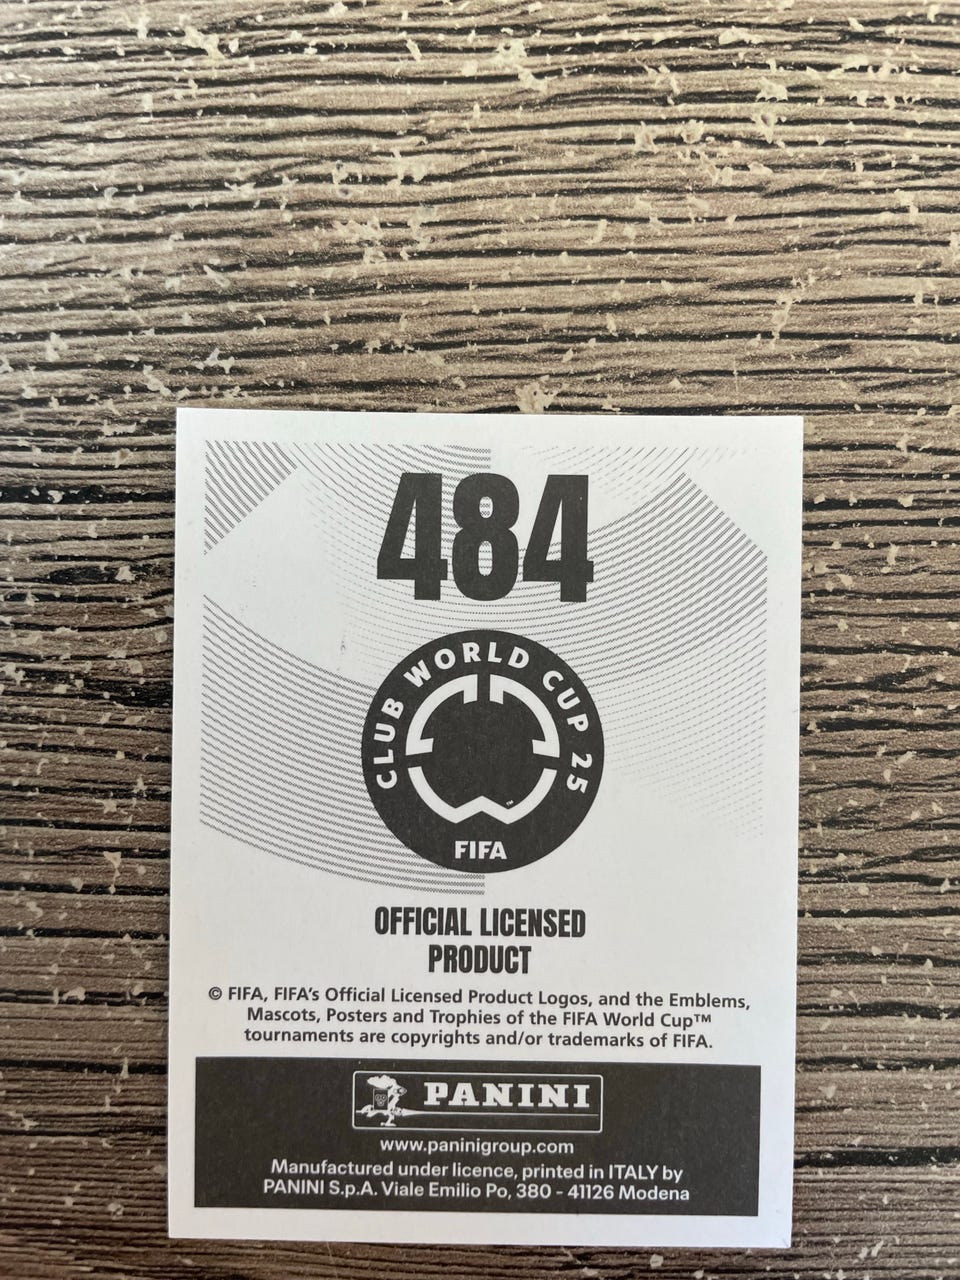 484
CLUB WORLD CUP 25
™
FIFA
OFFICIAL LICENSED
PRODUCT
© FIFA, FIFA's Official Licensed Product Logos, and the Emblems,
Mascots, Posters and Trophies of the FIFA World Cup™
tournaments are copyrights and/or trademarks of FIFA.
PANINI
www.paninigroup.com
Manufactured under licence, printed in ITALY by
PANINI S.p.A. Viale Emilio Po, 380 - 41126 Modena